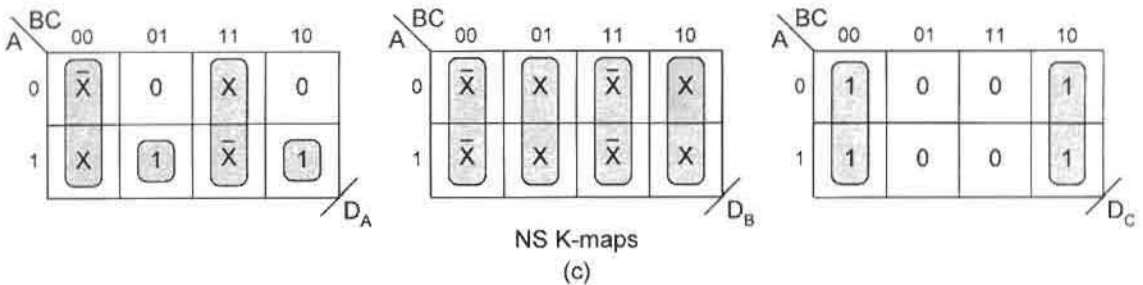 BC BC BC
A 00 01 11 10 A 00 01 11 10 A 00 01 11 10
0 X̄ 0 X 0 0 X̄ X X̄ X 0 1 0 0 1
1 X 1 X̄ 1 1 X̄ X X̄ X 1 1 0 0 1
D_A D_B D_C
NS K-maps
(c)